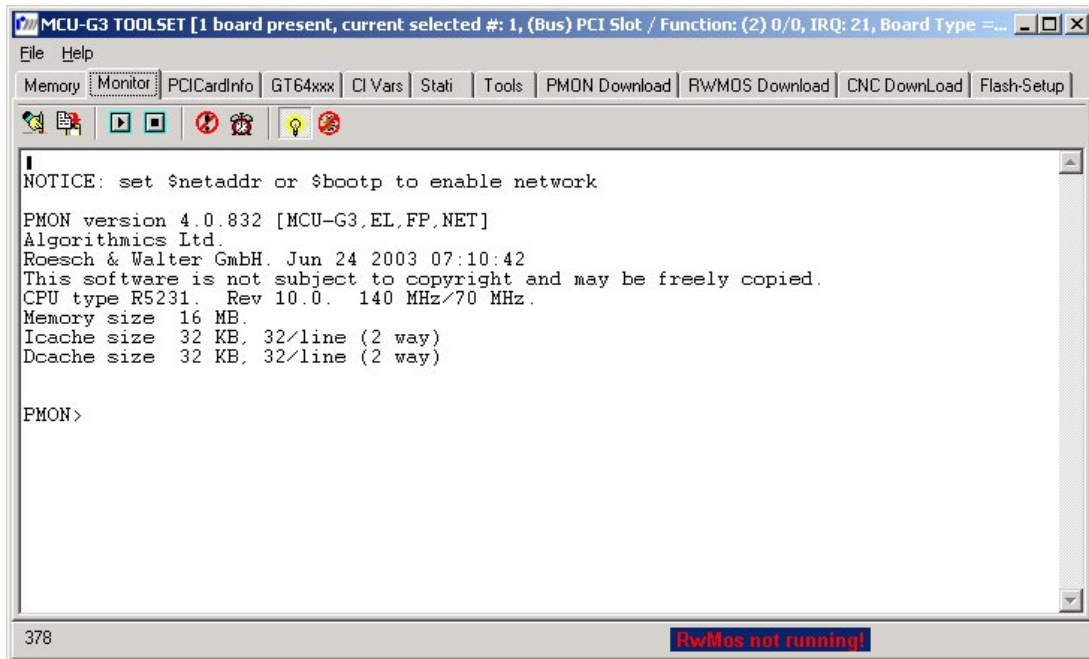 MCU-G3 TOOLSET [1 board present, current selected #: 1, (Bus) PCI Slot / Function: (2) 0/0, IRQ: 21, Board Type =...
File Help
Memory Monitor PCICardInfo GT64xxx CI Vars Stati Tools PMON Download RWMOS Download CNC DownLoad Flash-Setup
NOTICE: set $netaddr or $bootp to enable network
PMON version 4.0.832 [MCU-G3,EL,FP,NET]
Algorithmics Ltd.
Roesch & Walter GmbH. Jun 24 2003 07:10:42
This software is not subject to copyright and may be freely copied.
CPU type R5231. Rev 10.0. 140 MHz/70 MHz.
Memory size 16 MB.
Icache size 32 KB, 32/line (2 way)
Dcache size 32 KB, 32/line (2 way)
PMON>
378 RwMos not running!